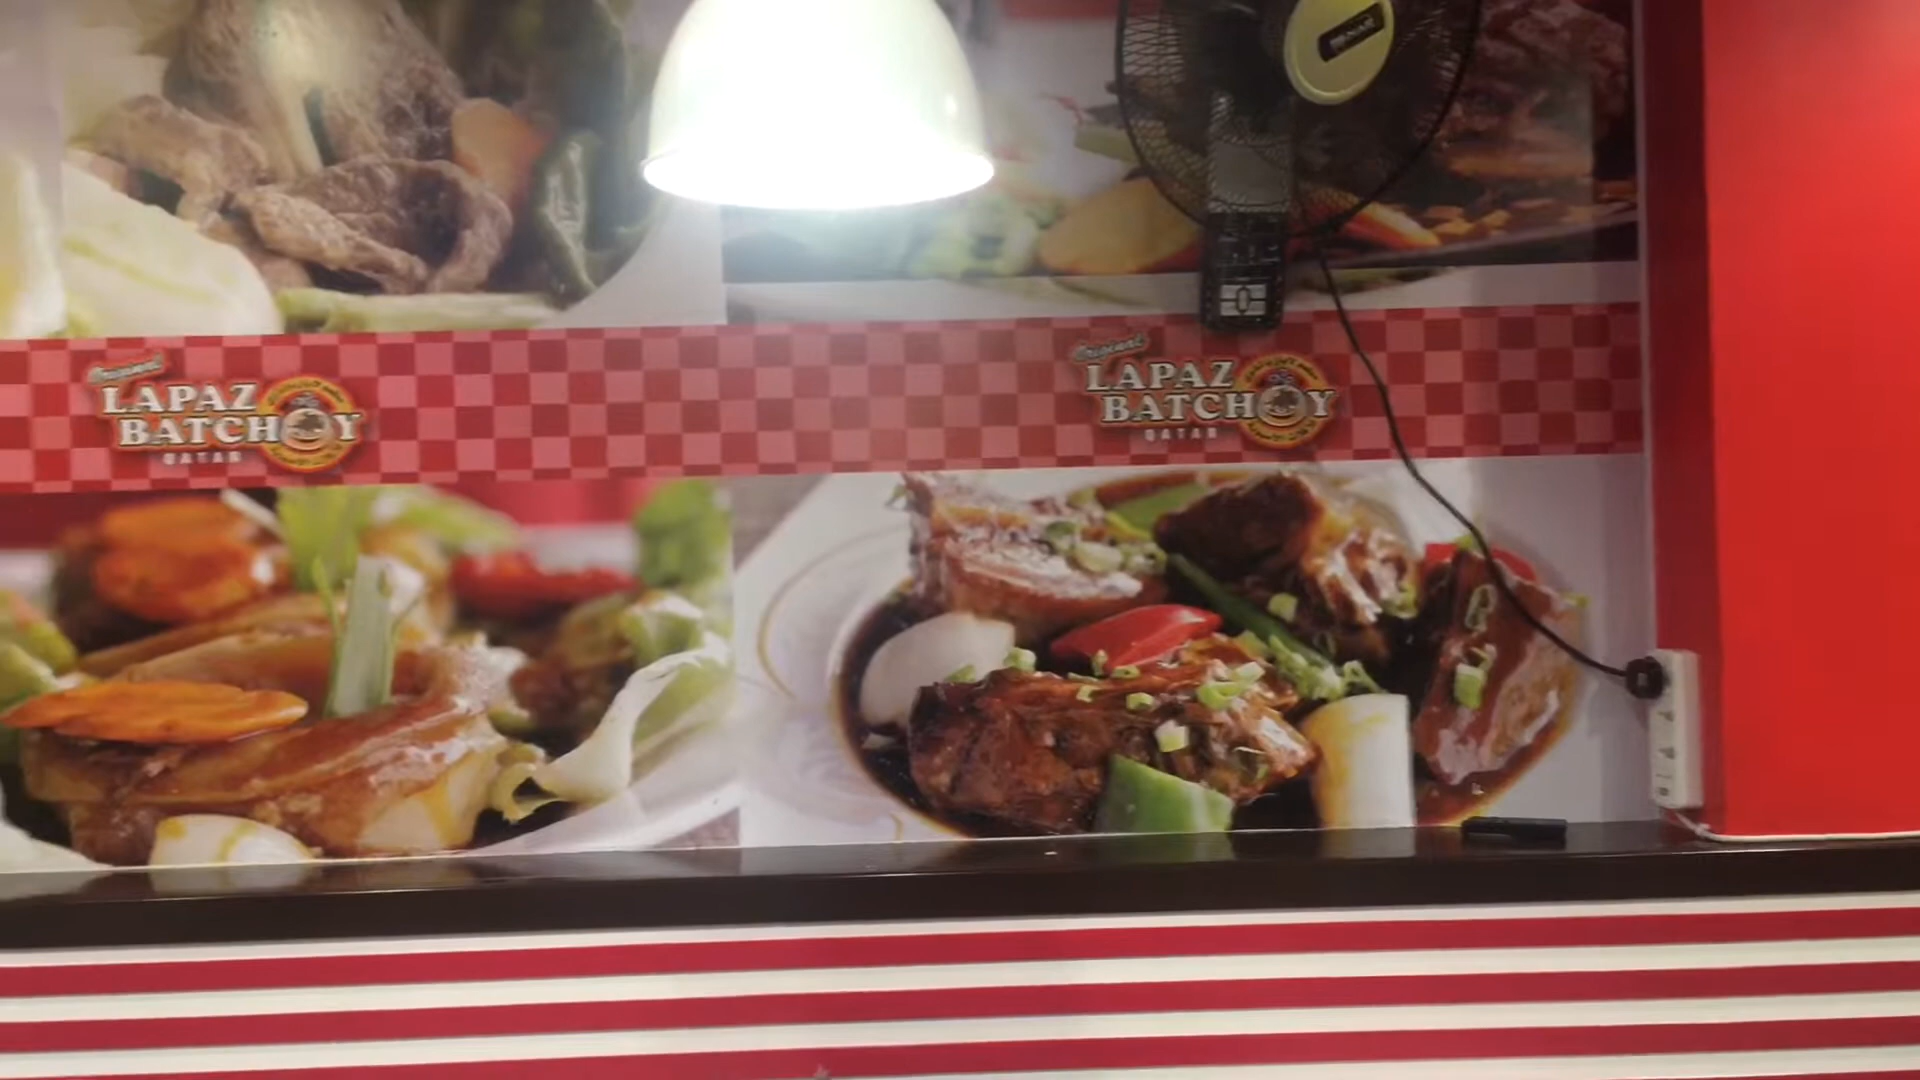 Original
LAPAZ
BATCHOY
QATAR
Original
LAPAZ
BATCHOY
QATAR